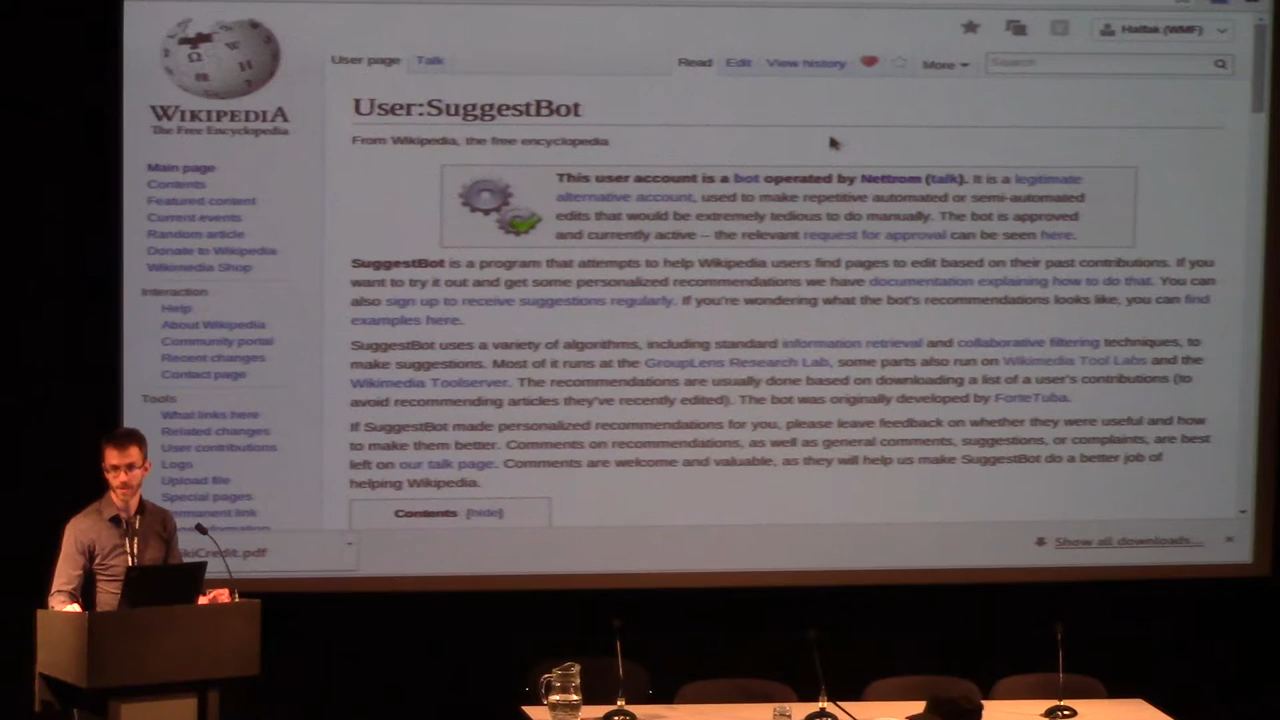 Halfak (WMF)
User page Talk Read Edit View history More Search
WIKIPEDIA
The Free Encyclopedia
User:SuggestBot
From Wikipedia, the free encyclopedia
Main page
Contents
Featured content
Current events
Random article
Donate to Wikipedia
Wikimedia Shop
Interaction
Help
About Wikipedia
Community portal
Recent changes
Contact page
Tools
What links here
Related changes
User contributions
Logs
Upload file
Special pages
ermanent link
information
This user account is a bot operated by Nettrom (talk). It is a legitimate
alternative account, used to make repetitive automated or semi-automated
edits that would be extremely tedious to do manually. The bot is approved
and currently active – the relevant request for approval can be seen here.
SuggestBot is a program that attempts to help Wikipedia users find pages to edit based on their past contributions. If you
want to try it out and get some personalized recommendations we have documentation explaining how to do that. You can
also sign up to receive suggestions regularly. If you're wondering what the bot's recommendations looks like, you can find
examples here.
SuggestBot uses a variety of algorithms, including standard information retrieval and collaborative filtering techniques, to
make suggestions. Most of it runs at the GroupLens Research Lab, some parts also run on Wikimedia Tool Labs and the
Wikimedia Toolserver. The recommendations are usually done based on downloading a list of a user's contributions (to
avoid recommending articles they've recently edited). The bot was originally developed by ForteTuba.
If SuggestBot made personalized recommendations for you, please leave feedback on whether they were useful and how
to make them better. Comments on recommendations, as well as general comments, suggestions, or complaints, are best
left on our talk page. Comments are welcome and valuable, as they will help us make SuggestBot do a better job of
helping Wikipedia.
Contents [hide]
ikiCredit.pdf
Show all downloads...